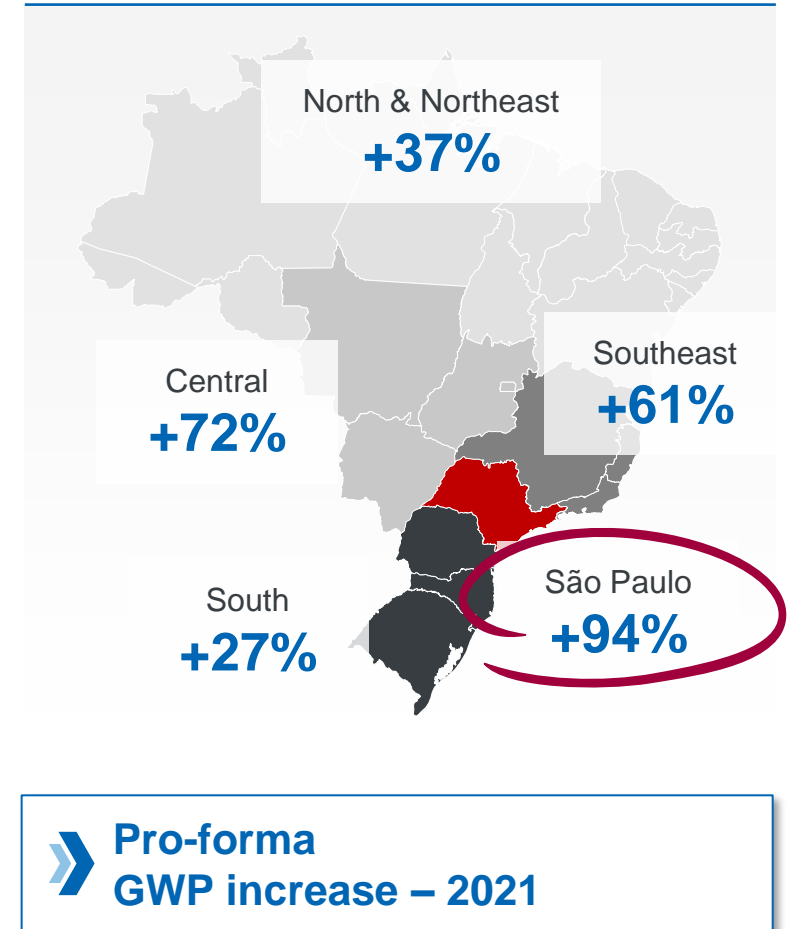 North & Northeast
+37%
Southeast
+61%
Central
+72%
São Paulo
+94%
South
+27%
Pro-forma
GWP increase – 2021